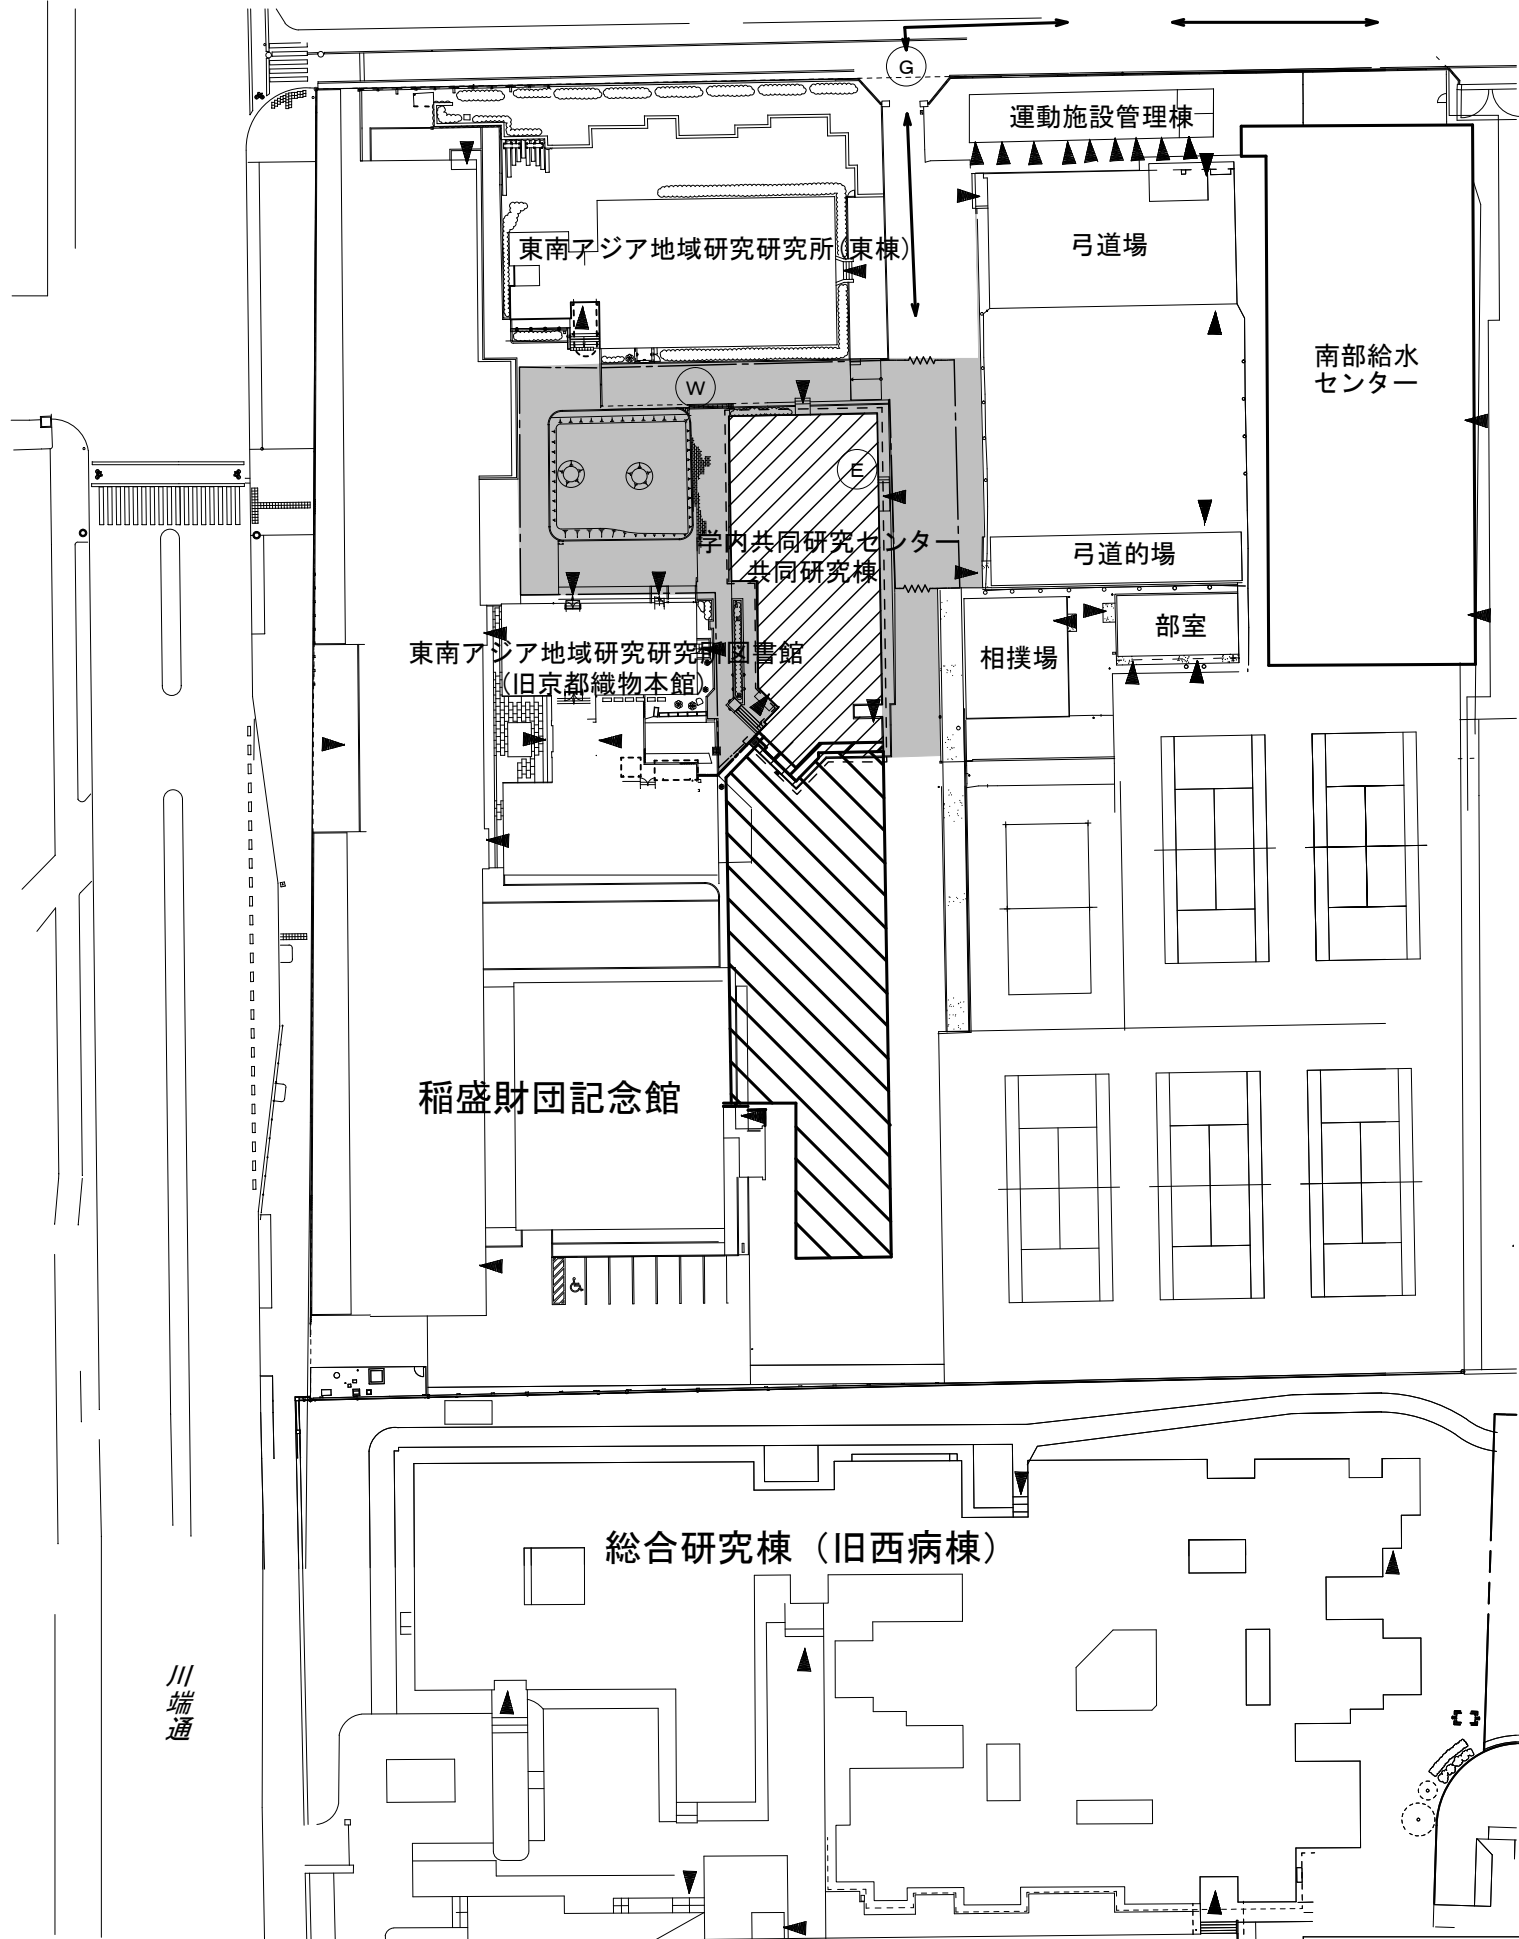 G
運動施設管理棟
東南アジア地域研究研究所(東棟)
弓道場
南部給水
センター
W
E
学内共同研究センター
共同研究棟
弓道的場
部室
相撲場
東南アジア地域研究研究所図書館
(旧京都織物本館)
稲盛財団記念館
総合研究棟（旧西病棟）
川端通